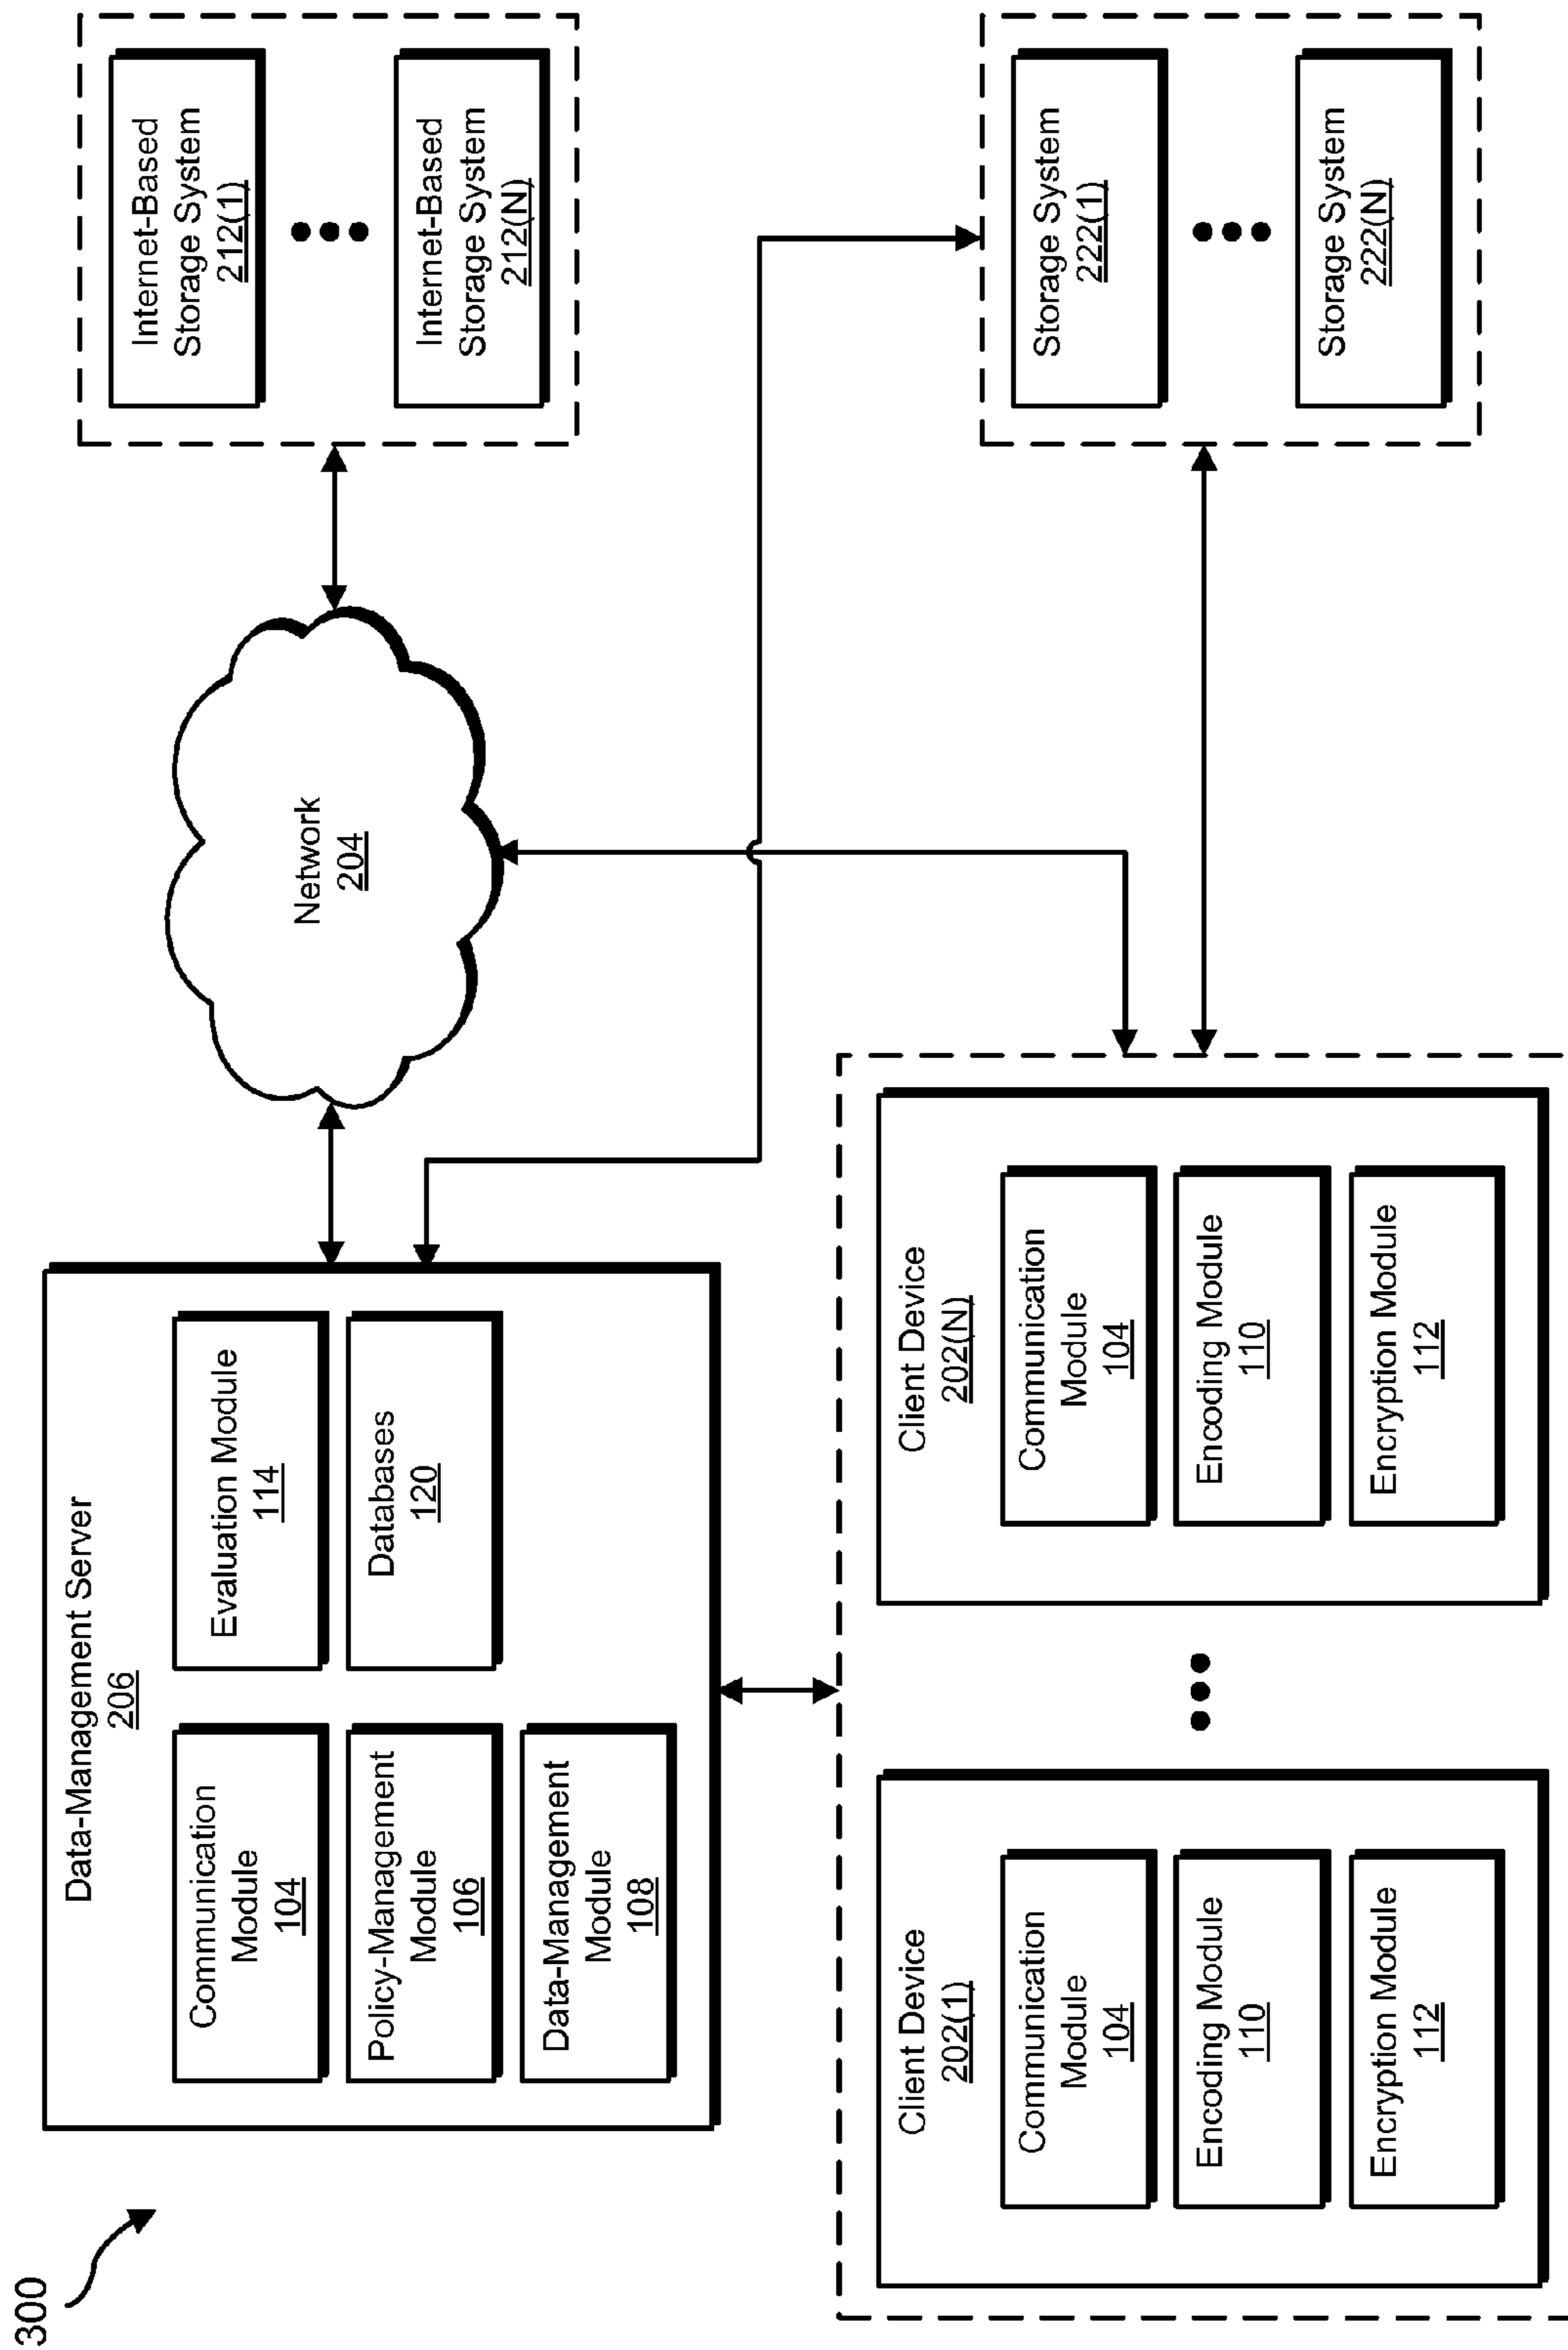 300
Data-Management Server
206
Communication
Module
104
Policy-Management
Module
106
Data-Management
Module
108
Evaluation Module
114
Databases
120
Network
204
Internet-Based
Storage System
212(1)
Internet-Based
Storage System
212(N)
Client Device
202(1)
Communication
Module
104
Encoding Module
110
Encryption Module
112
Client Device
202(N)
Communication
Module
104
Encoding Module
110
Encryption Module
112
Storage System
222(1)
Storage System
222(N)